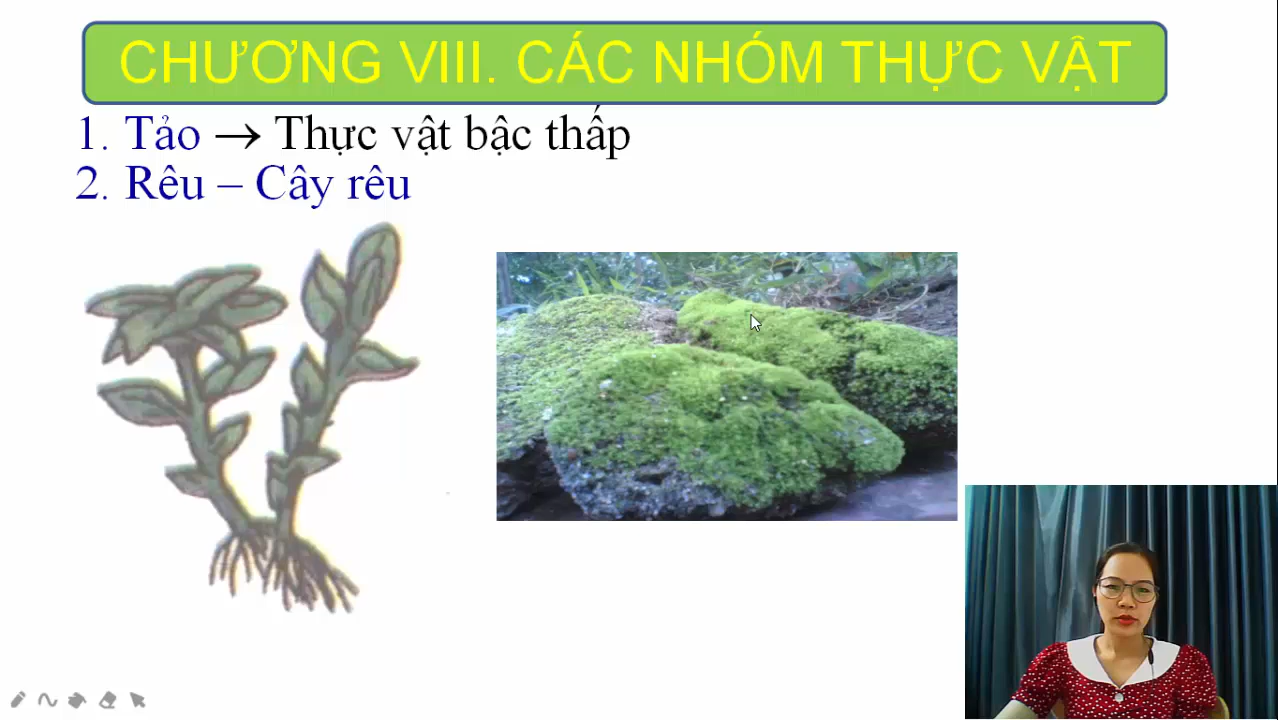 CHƯƠNG VIII. CÁC NHÓM THỰC VẬT
1. Tảo → Thực vật bậc thấp
2. Rêu – Cây rêu